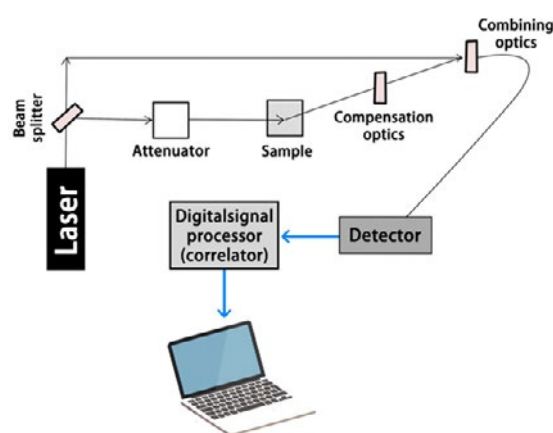 Combining
optics
Beam
splitter
Attenuator
Sample
Compensation
optics
Laser
Digitalsignal
processor
(correlator)
Detector